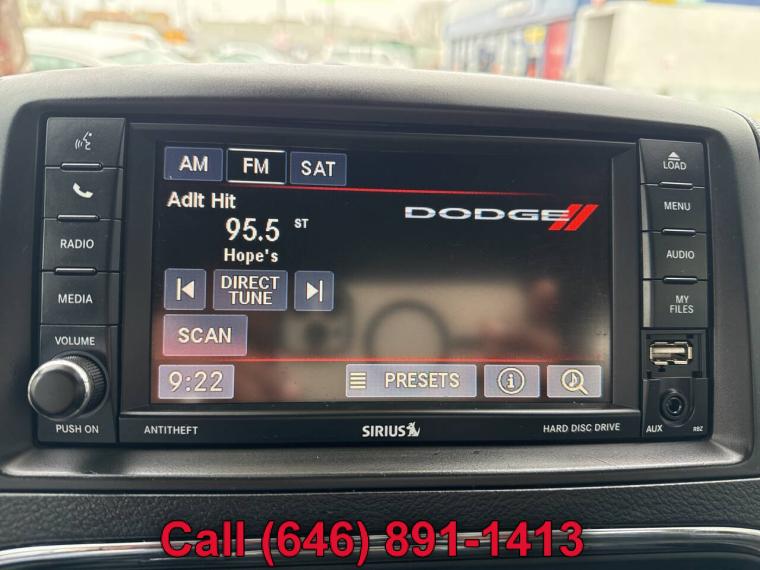 AM FM SAT
Adlt Hit
95.5 ST
Hope's
DIRECT
TUNE
SCAN
9:22 PRESETS
DODGE
RADIO
MEDIA
VOLUME
PUSH ON
LOAD
MENU
AUDIO
MY
FILES
AUX RBZ
ANTITHEFT SIRIUS HARD DISC DRIVE
Call (646) 891-1413